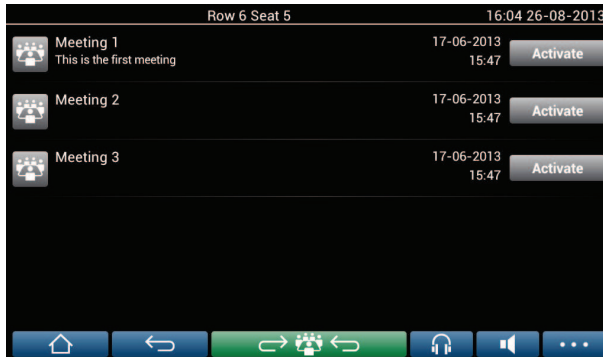 Row 6 Seat 5 16:04 26-08-2013
Meeting 1 17-06-2013
This is the first meeting 15:47 Activate
Meeting 2 17-06-2013
15:47 Activate
Meeting 3 17-06-2013
15:47 Activate